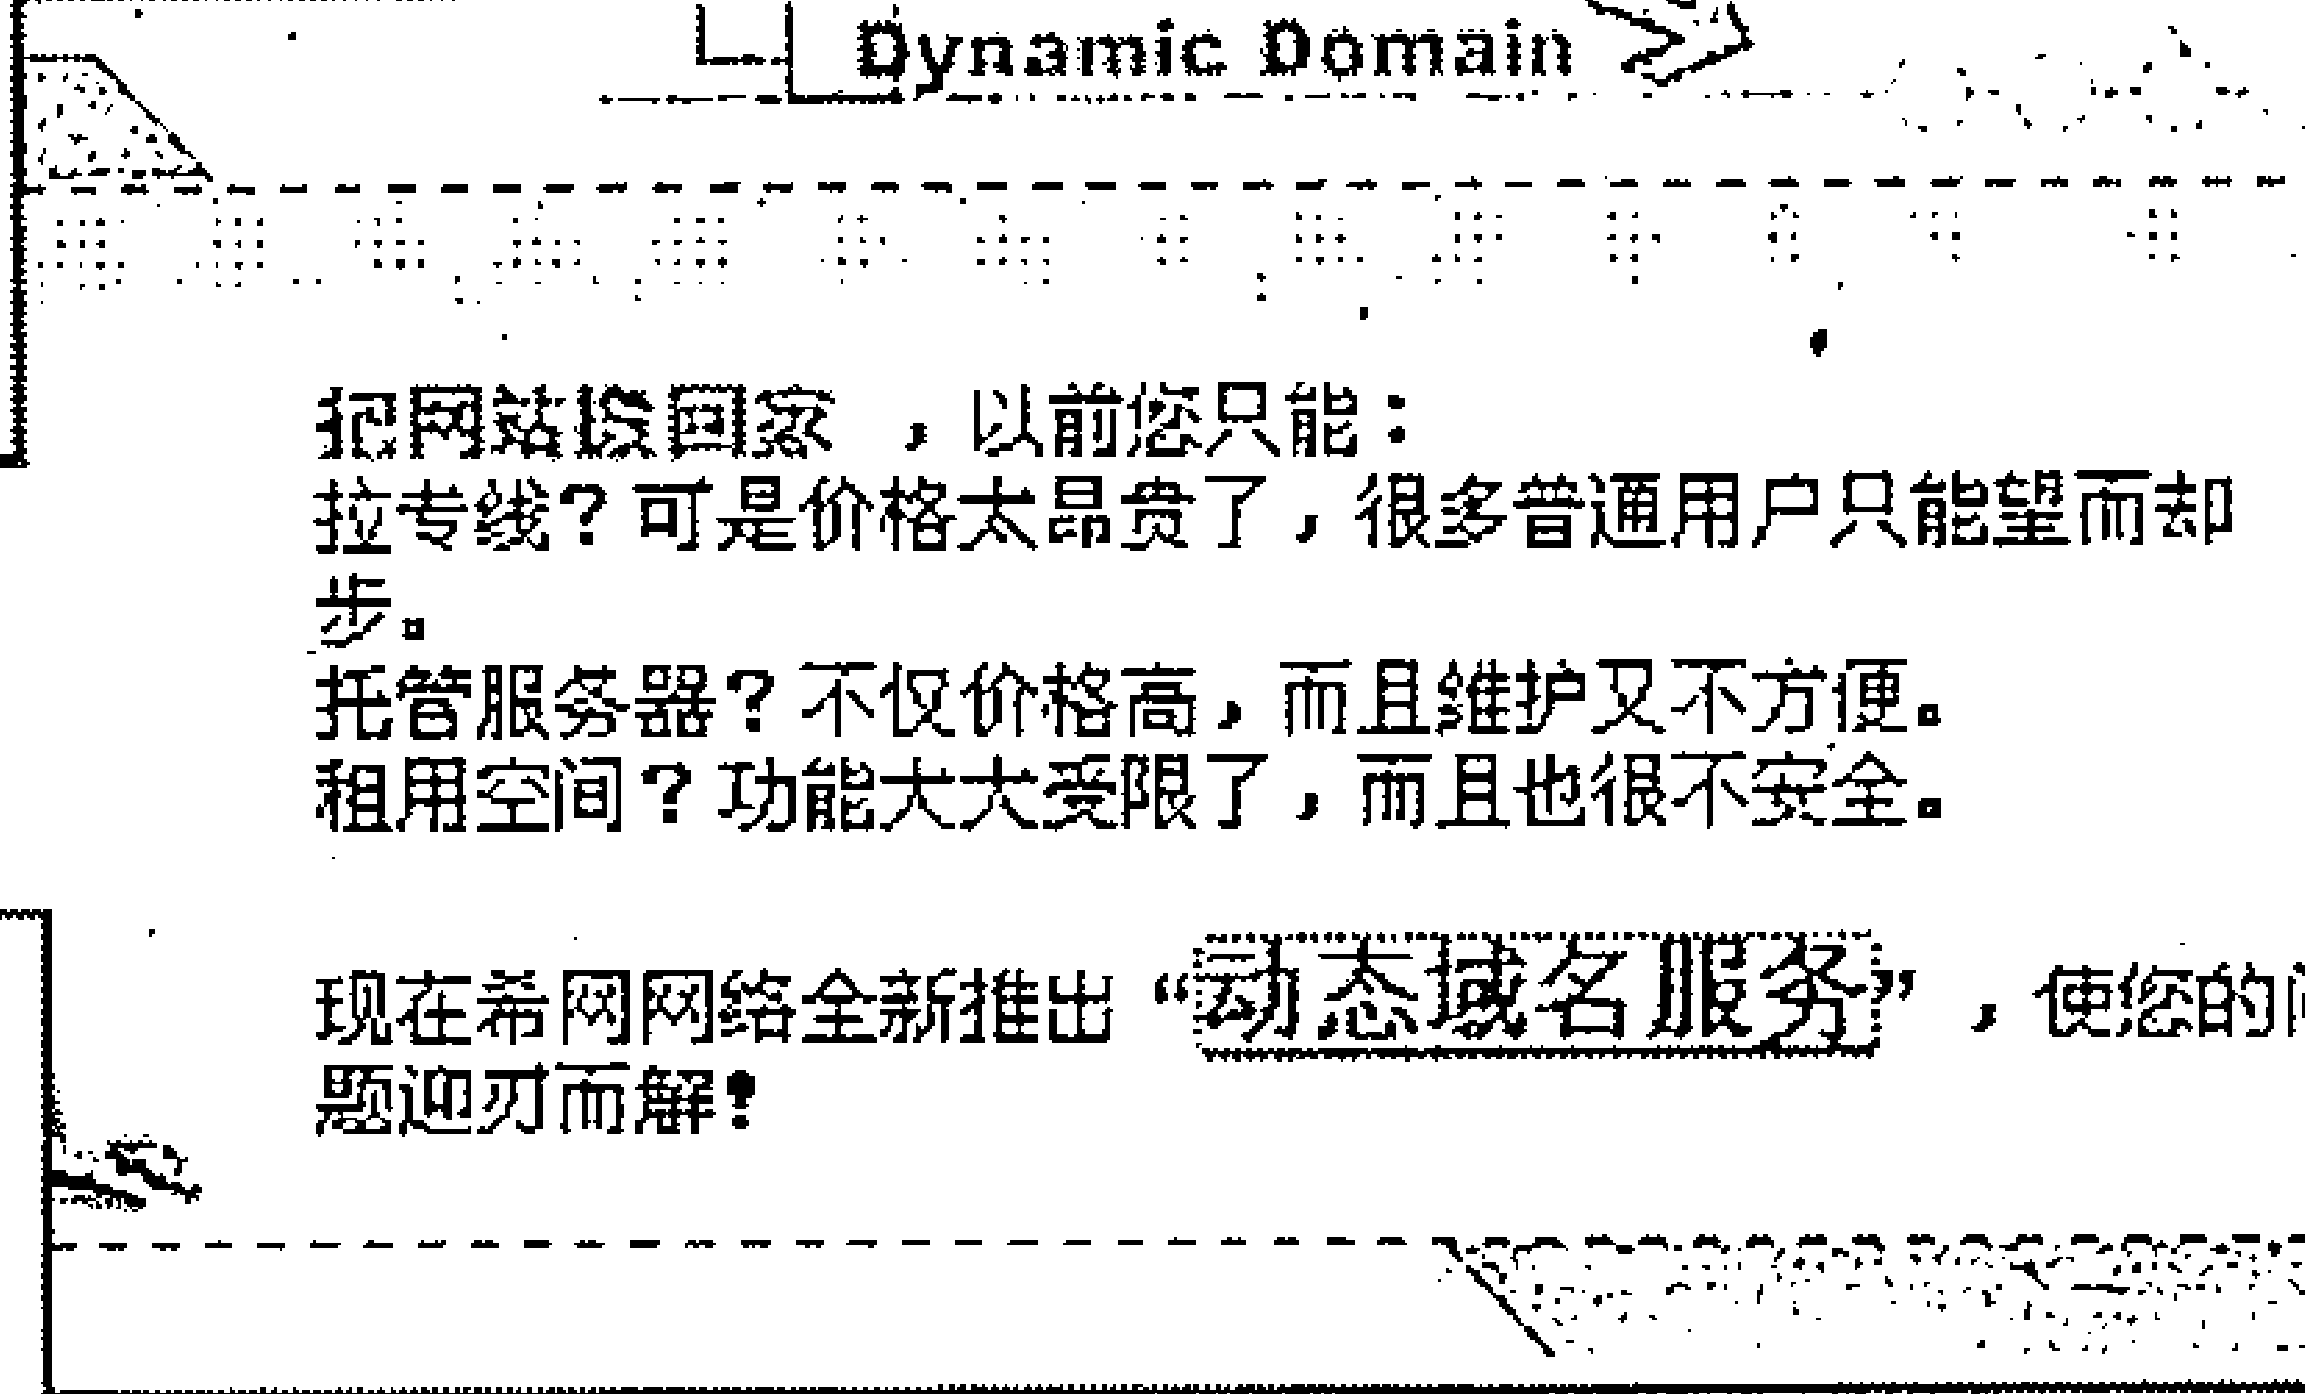 Dynamic Domain
把网站搬回家 ，以前您只能：
拉专线？可是价格太昂贵了，很多普通用户只能望而却
步。
托管服务器？不仅价格高，而且维护又不方便。
租用空间？功能大大受限了，而且也很不安全。
现在希网网络全新推出“动态域名服务”，使您的问
题迎刃而解！